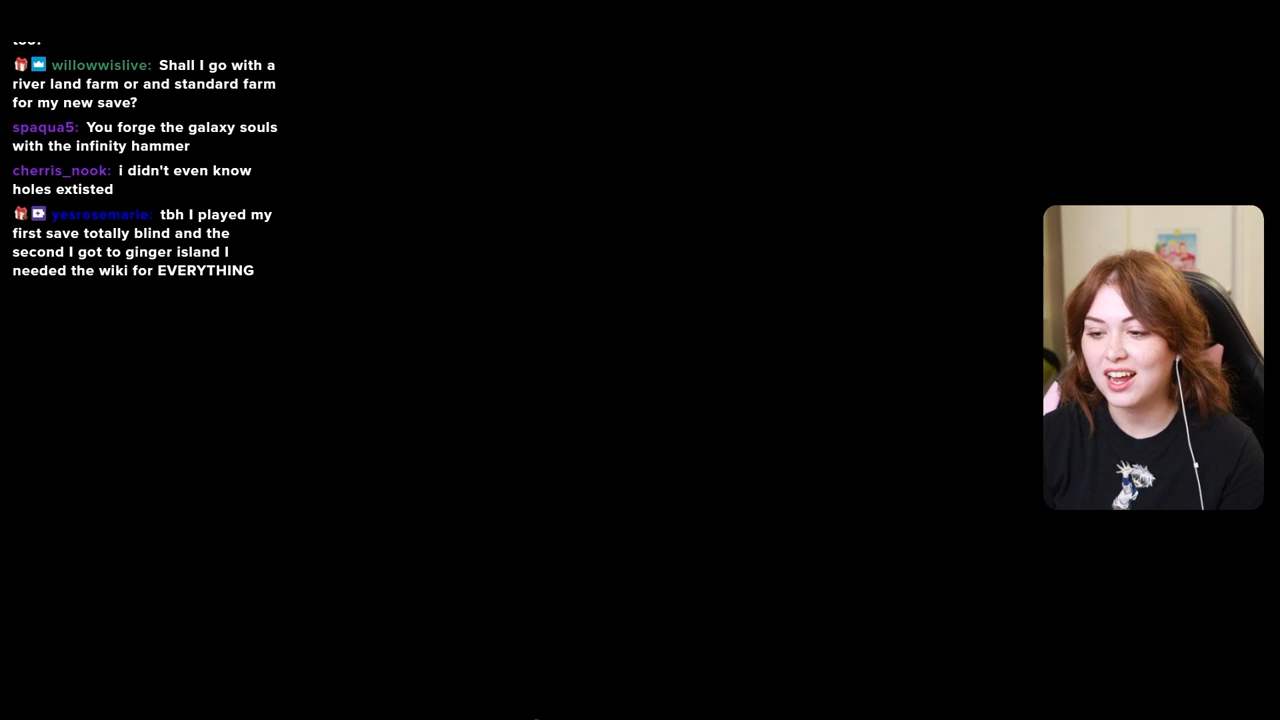 willowwislive: Shall I go with a
river land farm or and standard farm
for my new save?
spaqua5: You forge the galaxy souls
with the infinity hammer
cherris_nook: i didn't even know
holes extisted
yesrosemarie: tbh I played my
first save totally blind and the
second I got to ginger island I
needed the wiki for EVERYTHING